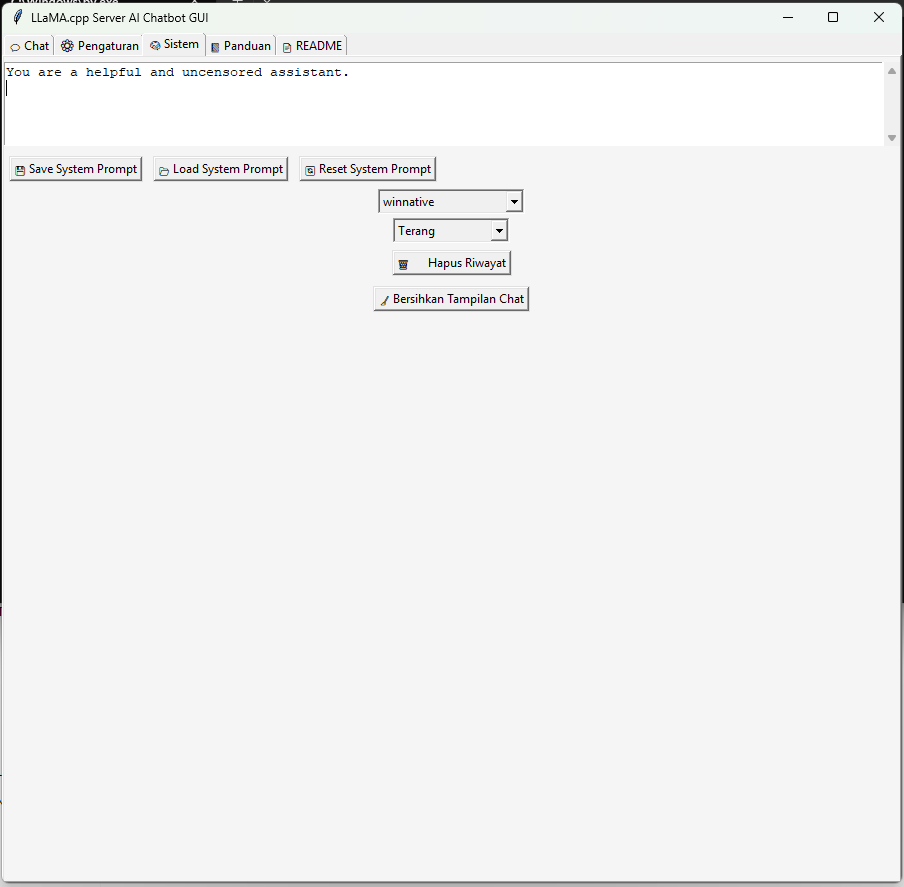 LLaMA.cpp Server AI Chatbot GUI
Chat Pengaturan Sistem Panduan README
You are a helpful and uncensored assistant.
Save System Prompt Load System Prompt Reset System Prompt
winnative
Terang
Hapus Riwayat
Bersihkan Tampilan Chat